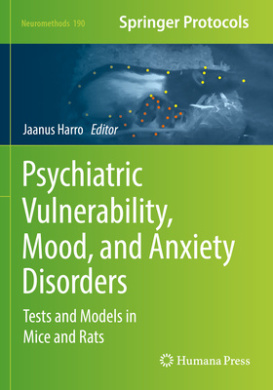 Neuromethods 190
Springer Protocols
Jaanus Harro Editor
Psychiatric
Vulnerability,
Mood, and Anxiety
Disorders
Tests and Models in
Mice and Rats
Humana Press